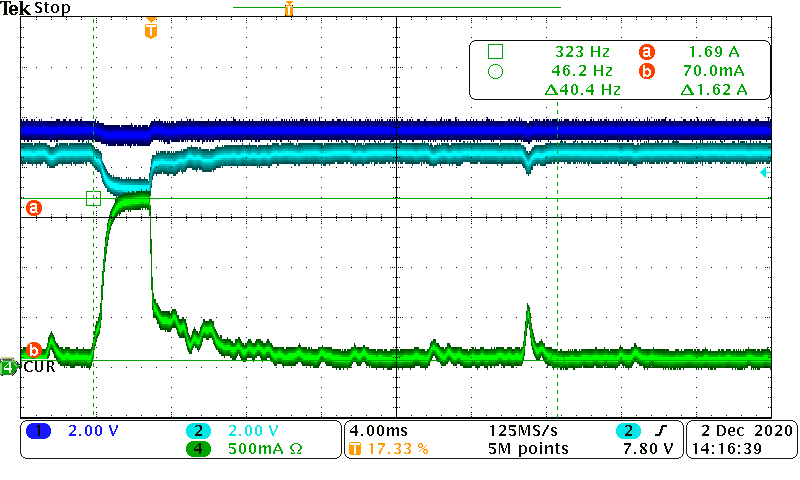 Tek Stop
T
T
323 Hz a 1.69 A
46.2 Hz b 70.0mA
Δ40.4 Hz Δ1.62 A
a
b
4 CUR
1 2.00 V 2 2.00 V
4 500mA Ω
4.00ms 125MS/s 2 7.80 V
T 17.33 % 5M points
2 Dec 2020
14:16:39